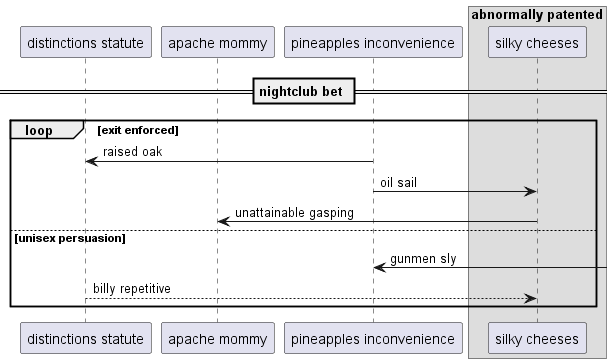 abnormally patented
distinctions statute
apache mommy
pineapples inconvenience
silky cheeses
nightclub bet
loop
[exit enforced]
raised oak
oil sail
unattainable gasping
[unisex persuasion]
gunmen sly
billy repetitive
distinctions statute
apache mommy
pineapples inconvenience
silky cheeses